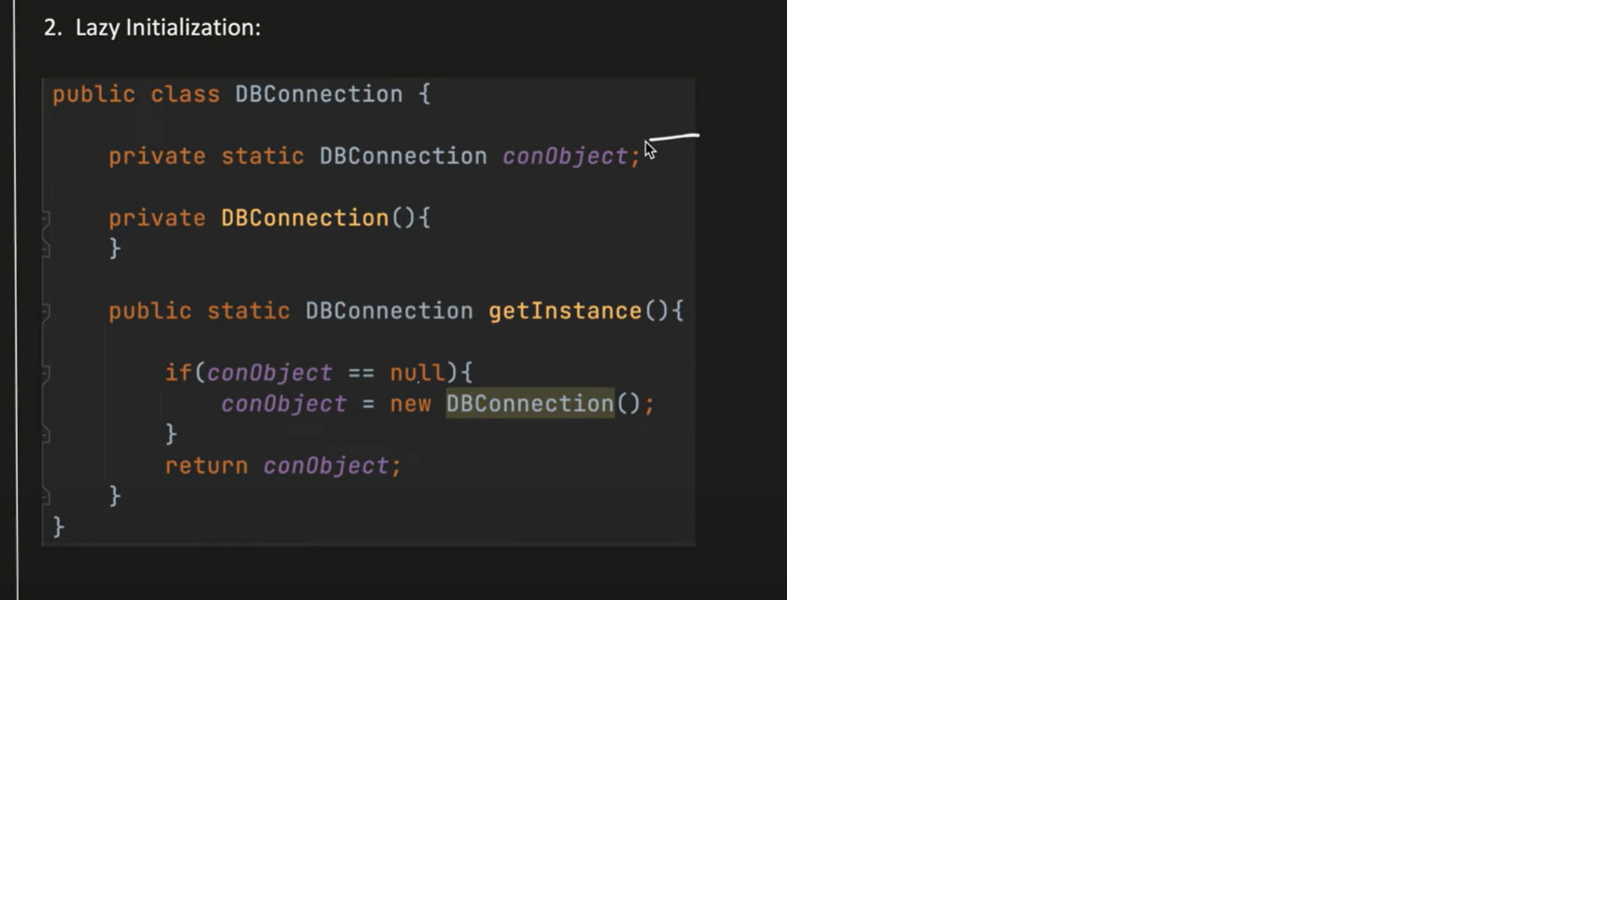 2. Lazy Initialization:
public class DBConnection {
private static DBConnection conObject;
private DBConnection(){
}
public static DBConnection getInstance(){
if(conObject == null){
conObject = new DBConnection();
}
return conObject;
}
}